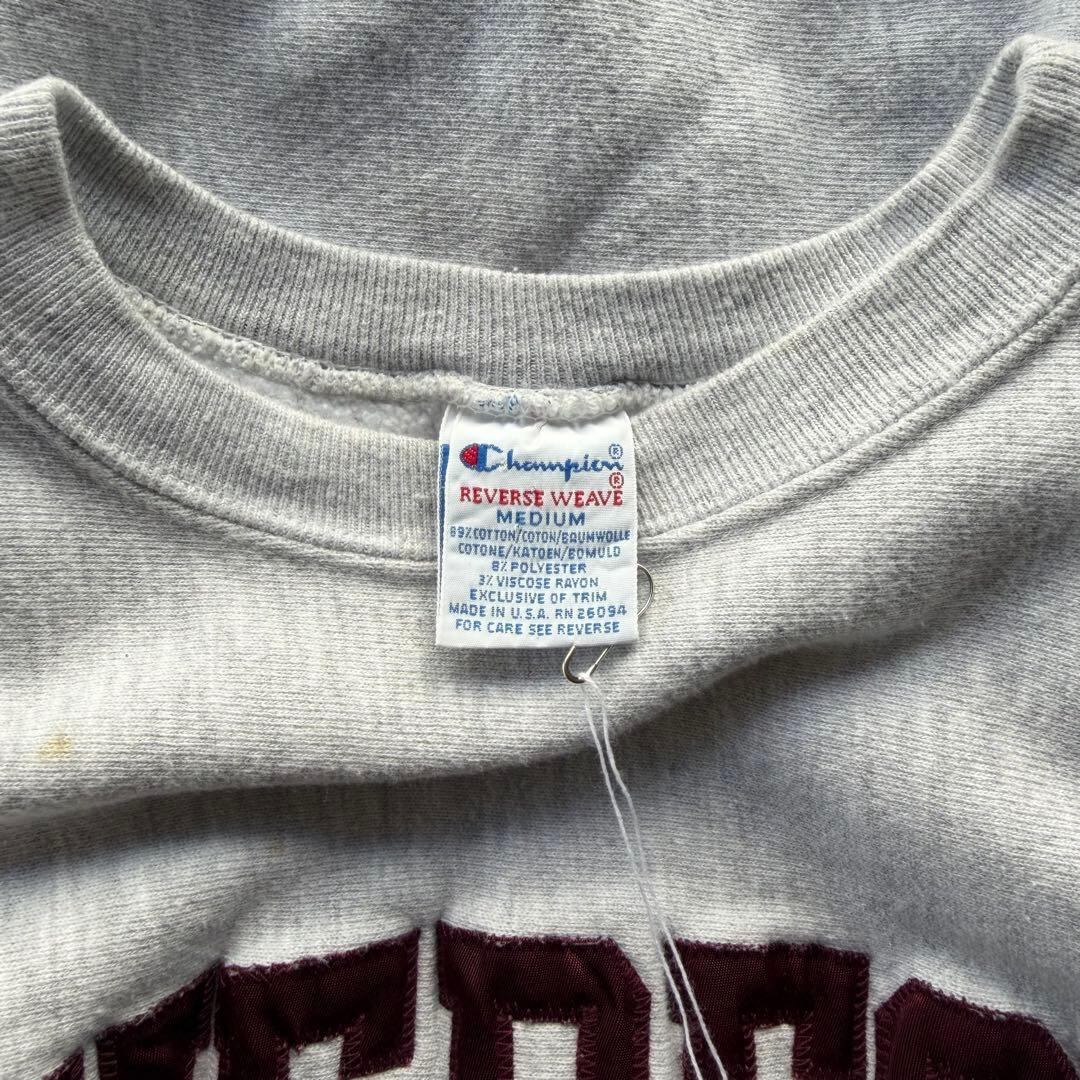 Champion®
REVERSE WEAVE®
MEDIUM
89% COTTON/COTON/BAUMWOLLE
COTONE/KATOEN/BOMULD
8% POLYESTER
3% VISCOSE RAYON
EXCLUSIVE OF TRIM
MADE IN U.S.A. RN 26094
FOR CARE SEE REVERSE